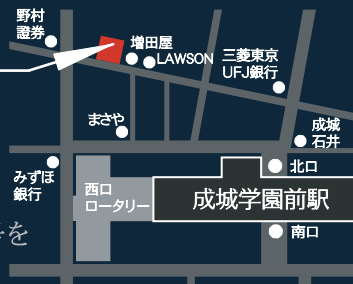 野村
證券
増田屋
LAWSON
三菱東京
UFJ銀行
まさや
成城
石井
みずほ
銀行
西口
ロータリー
北口
成城学園前駅
南口
を